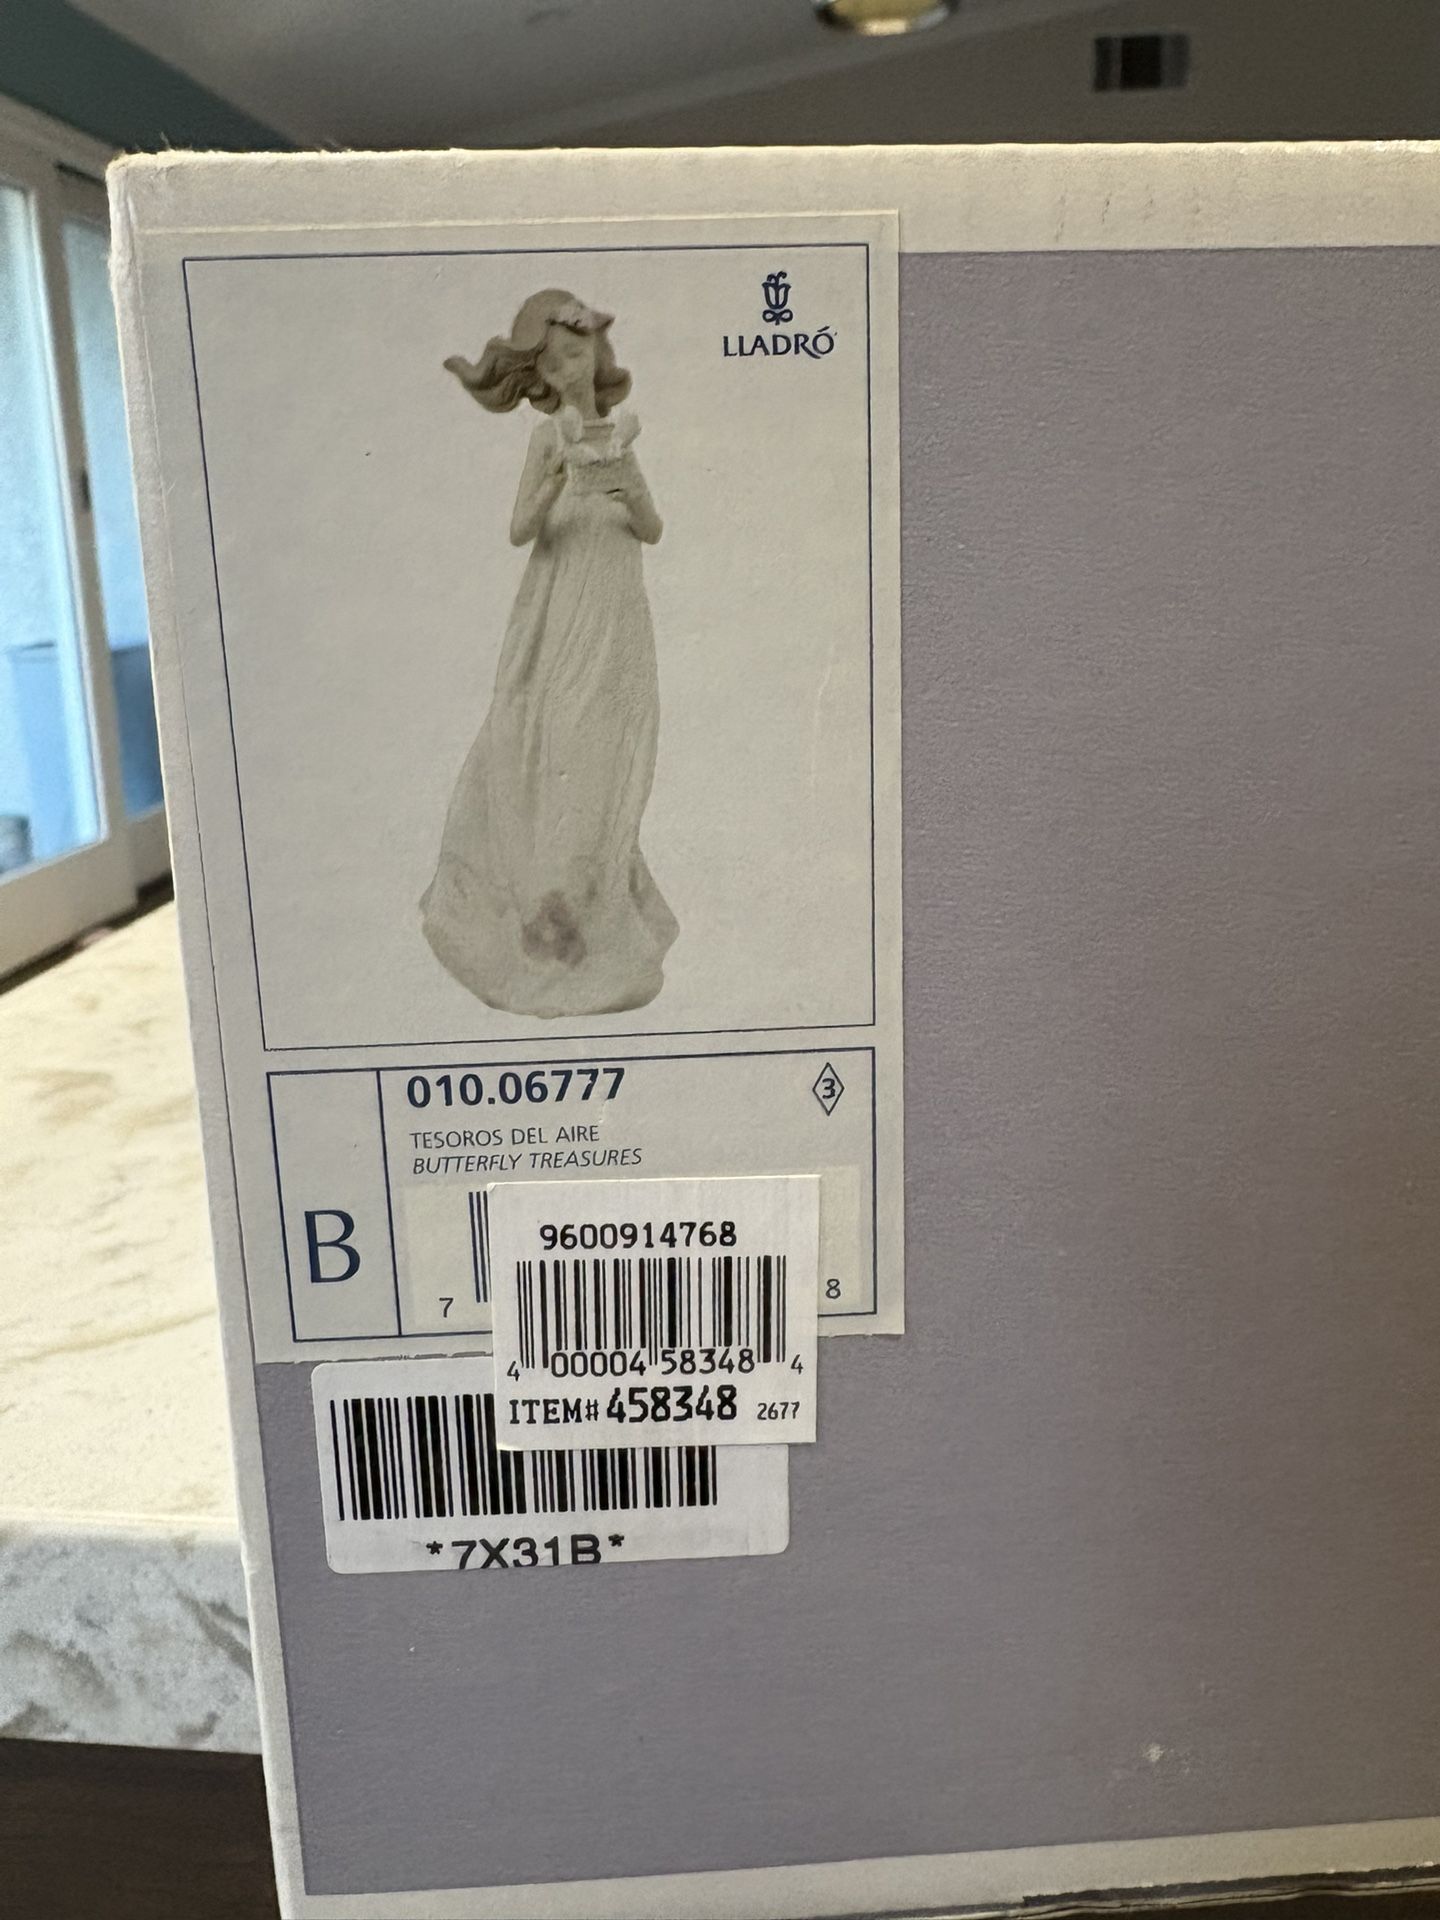 LLADRÓ
010.06777
3
TESOROS DEL AIRE
BUTTERFLY TREASURES
B
7
8
9600914768
4 00004 58348 4
ITEM# 458348 2677
*7X31B*